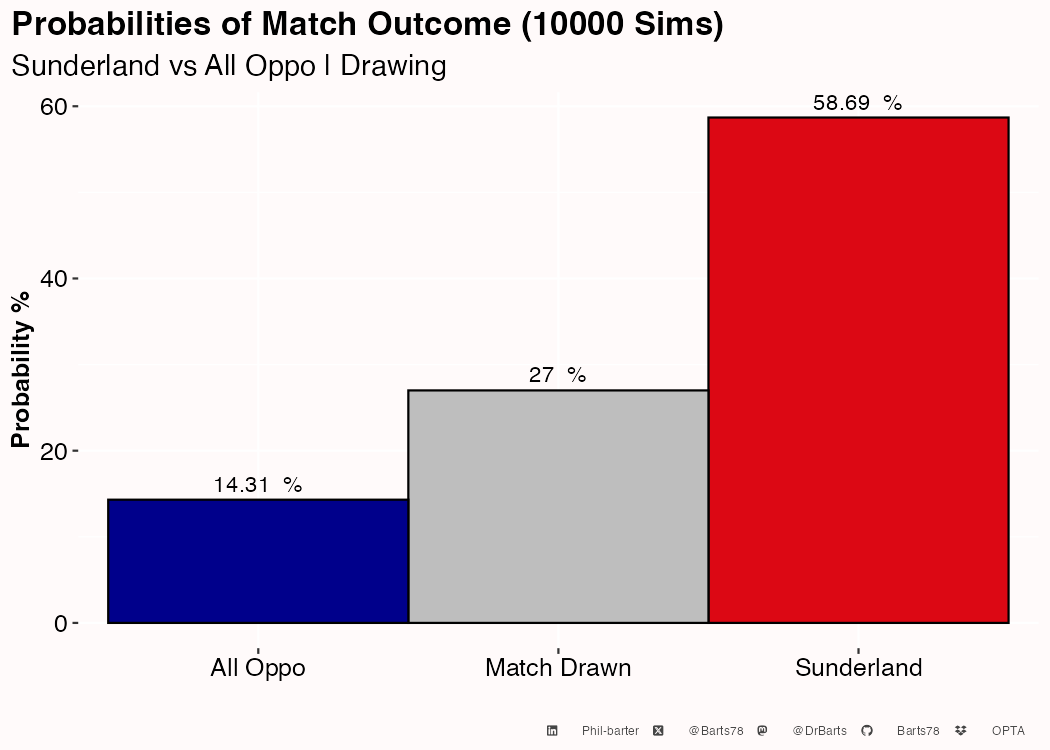 Probabilities of Match Outcome (10000 Sims)
Sunderland vs All Oppo | Drawing
Probability %
60
40
20
0
14.31 %
27 %
58.69 %
All Oppo
Match Drawn
Sunderland
Phil-barter @Barts78 @DrBarts Barts78 OPTA